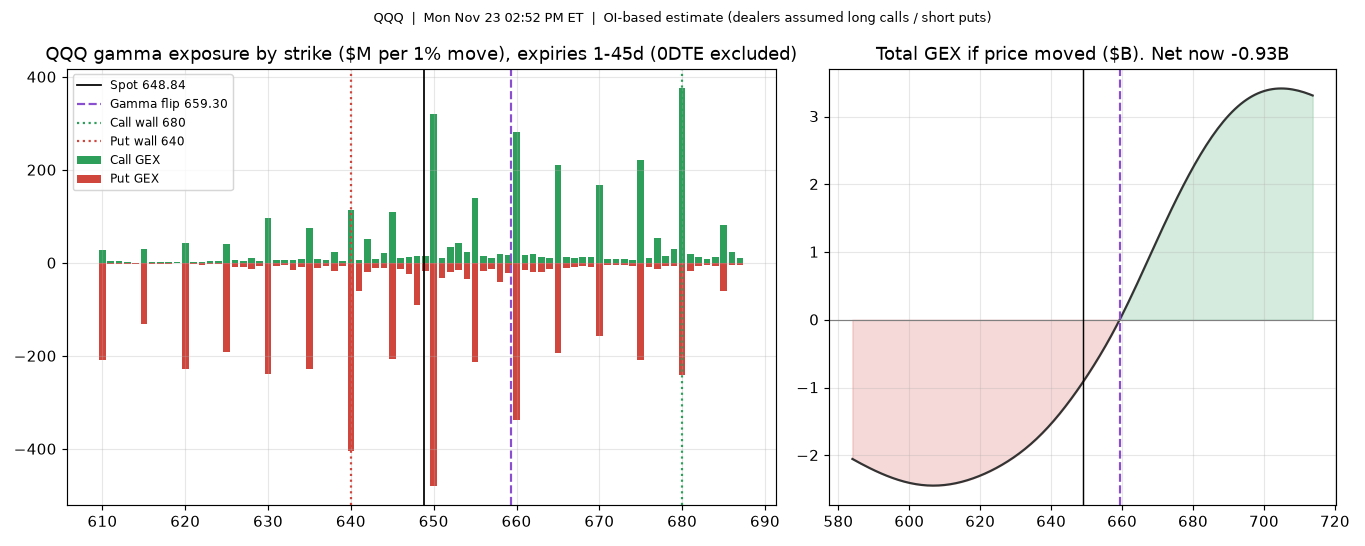 QQQ | Mon Nov 23 02:52 PM ET | OI-based estimate (dealers assumed long calls / short puts)
QQQ gamma exposure by strike ($M per 1% move), expiries 1-45d (0DTE excluded)
Spot 648.84
Gamma flip 659.30
Call wall 680
Put wall 640
Call GEX
Put GEX
400
200
0
−200
−400
610 620 630 640 650 660 670 680 690
Total GEX if price moved ($B). Net now -0.93B
3
2
1
0
−1
−2
580 600 620 640 660 680 700 720